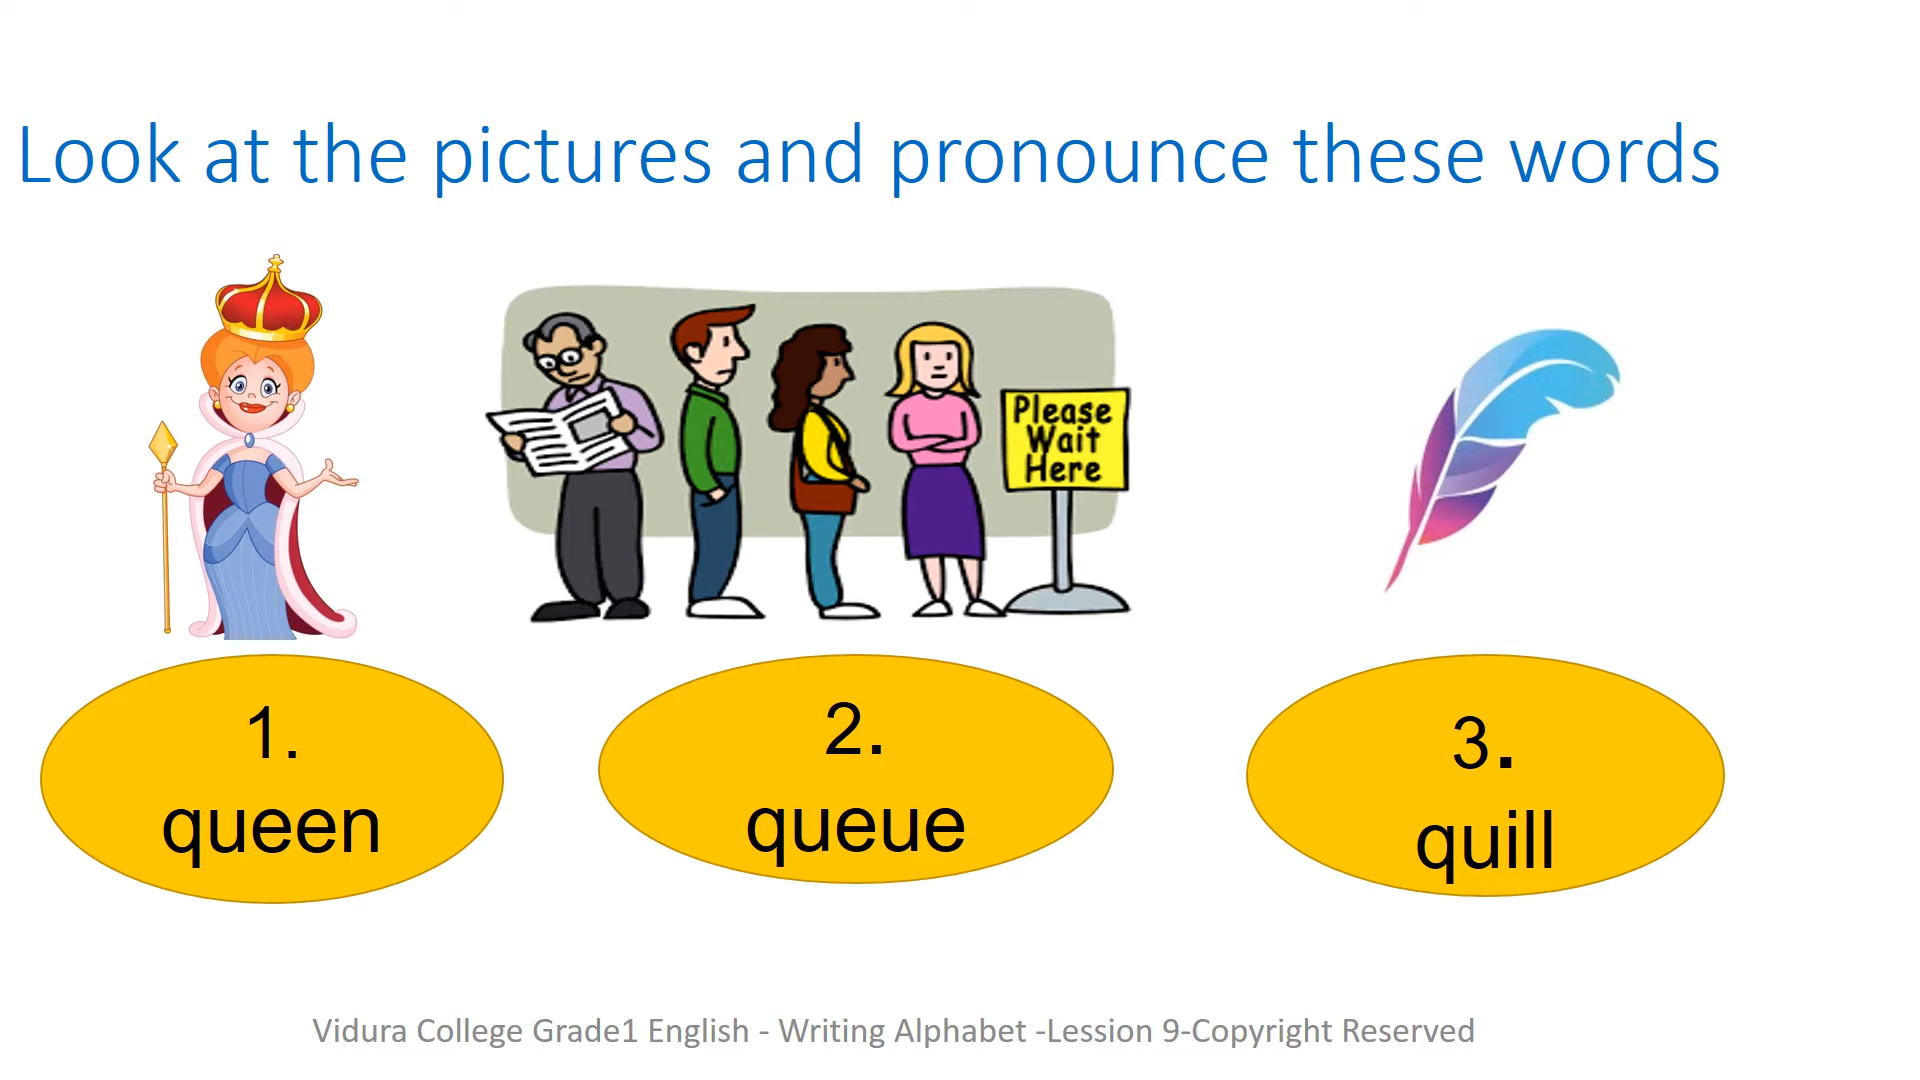 Look at the pictures and pronounce these words
Please
Wait
Here
1.
queen
2.
queue
3.
quill
Vidura College Grade1 English - Writing Alphabet -Lession 9-Copyright Reserved